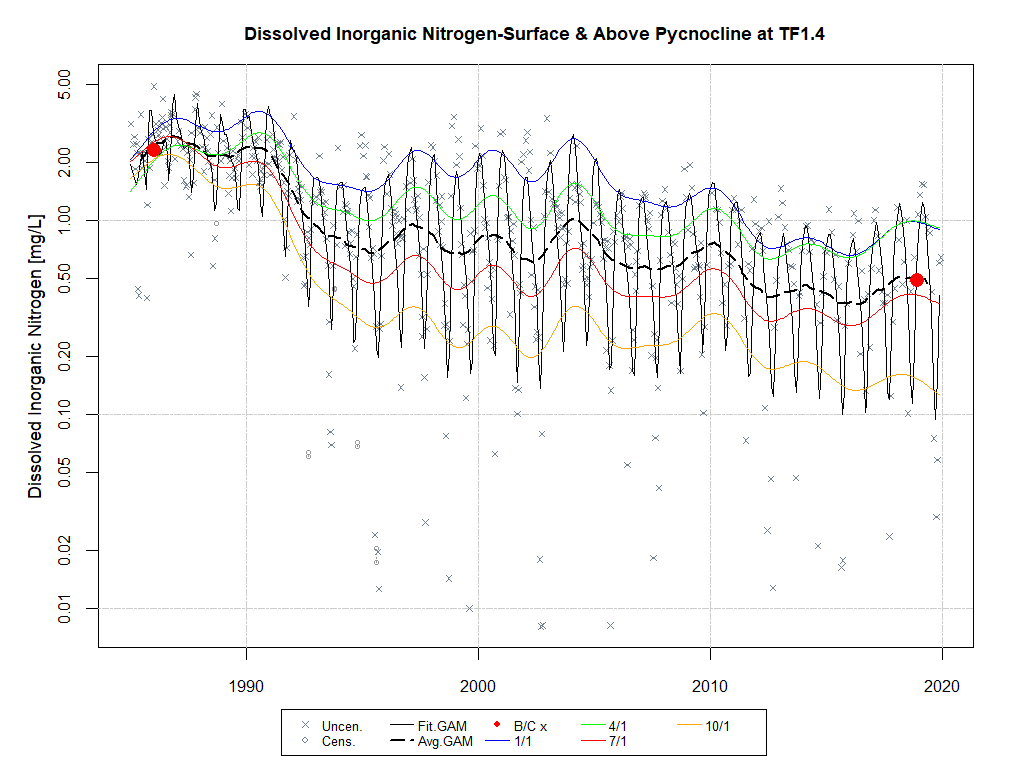 Dissolved Inorganic Nitrogen-Surface & Above Pycnocline at TF1.4
Dissolved Inorganic Nitrogen [mg/L]
5.00
2.00
1.00
0.50
0.20
0.10
0.05
0.02
0.01
1990 2000 2010 2020
Uncen. Fit.GAM B/C x 4/1 10/1
Cens. Avg.GAM 1/1 7/1